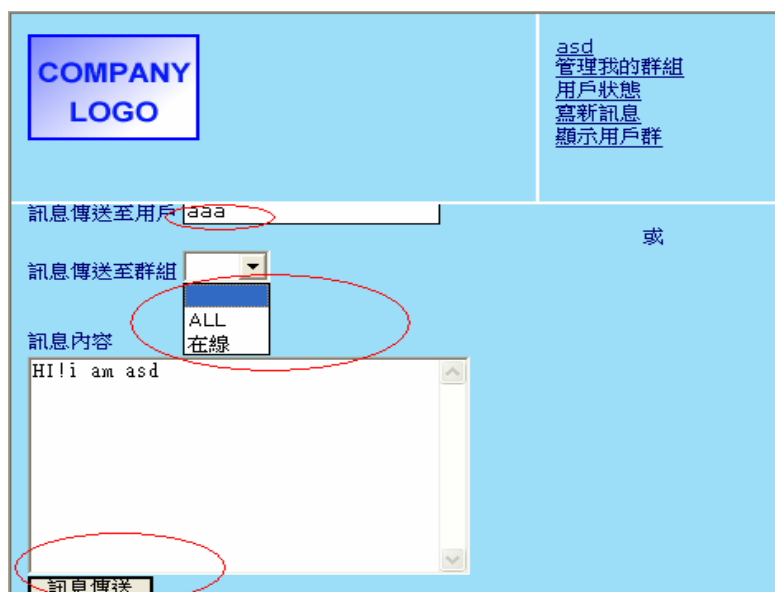 COMPANY
LOGO
asd
管理我的群組
用戶狀態
寫新訊息
顯示用戶群
訊息傳送至用戶 aaa
或
訊息傳送至群組
ALL
在線
訊息內容
HI!i am asd
訊息傳送